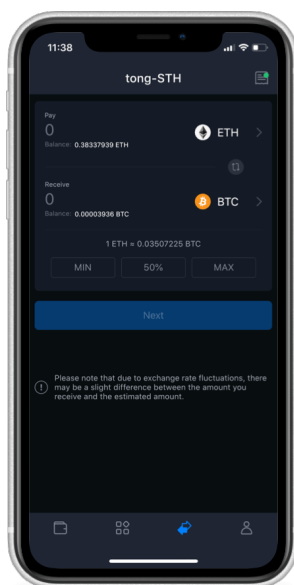 11:38
tong-STH
Pay
0
ETH
Balance: 0.38337939 ETH
Receive
0
BTC
Balance: 0.00003936 BTC
1 ETH = 0.03507225 BTC
MIN 50% MAX
Next
Please note that due to exchange rate fluctuations, there
may be a slight difference between the amount you
receive and the estimated amount.